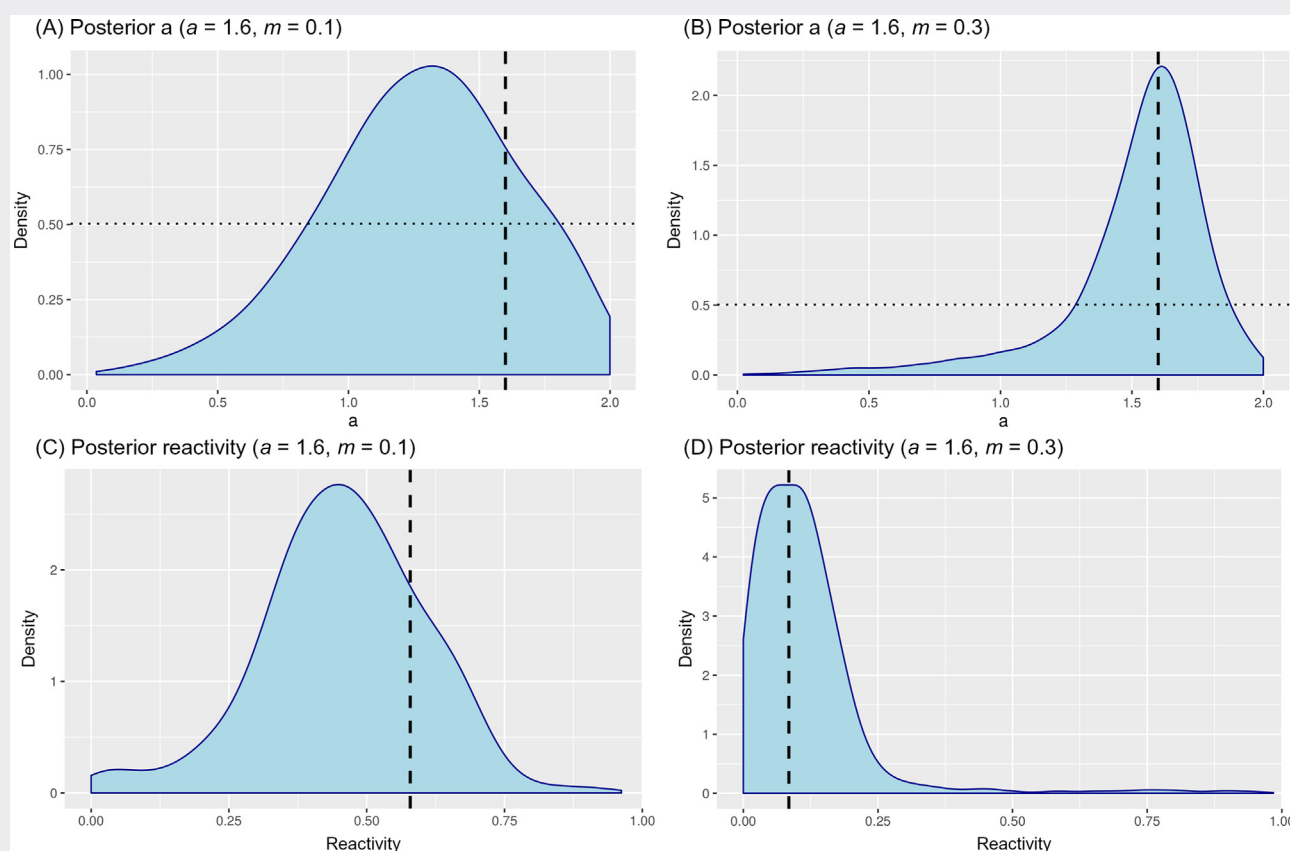 (A) Posterior a (a = 1.6, m = 0.1)
1.00
0.75
0.50
0.25
0.00
Density
0.0 0.5 1.0 1.5 2.0
a
(B) Posterior a (a = 1.6, m = 0.3)
2.0
1.5
1.0
0.5
0.0
Density
0.0 0.5 1.0 1.5 2.0
a
(C) Posterior reactivity (a = 1.6, m = 0.1)
2
1
0
Density
0.00 0.25 0.50 0.75 1.00
Reactivity
(D) Posterior reactivity (a = 1.6, m = 0.3)
5
4
3
2
1
0
Density
0.00 0.25 0.50 0.75 1.00
Reactivity